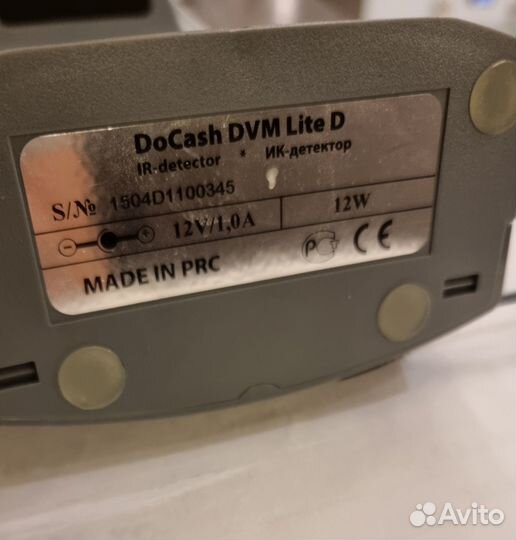 DoCash DVM Lite D
IR-detector * ИК-детектор
S/№ 1504D1100345
12V/1,0A 12W
MADE IN PRC CE
Avito